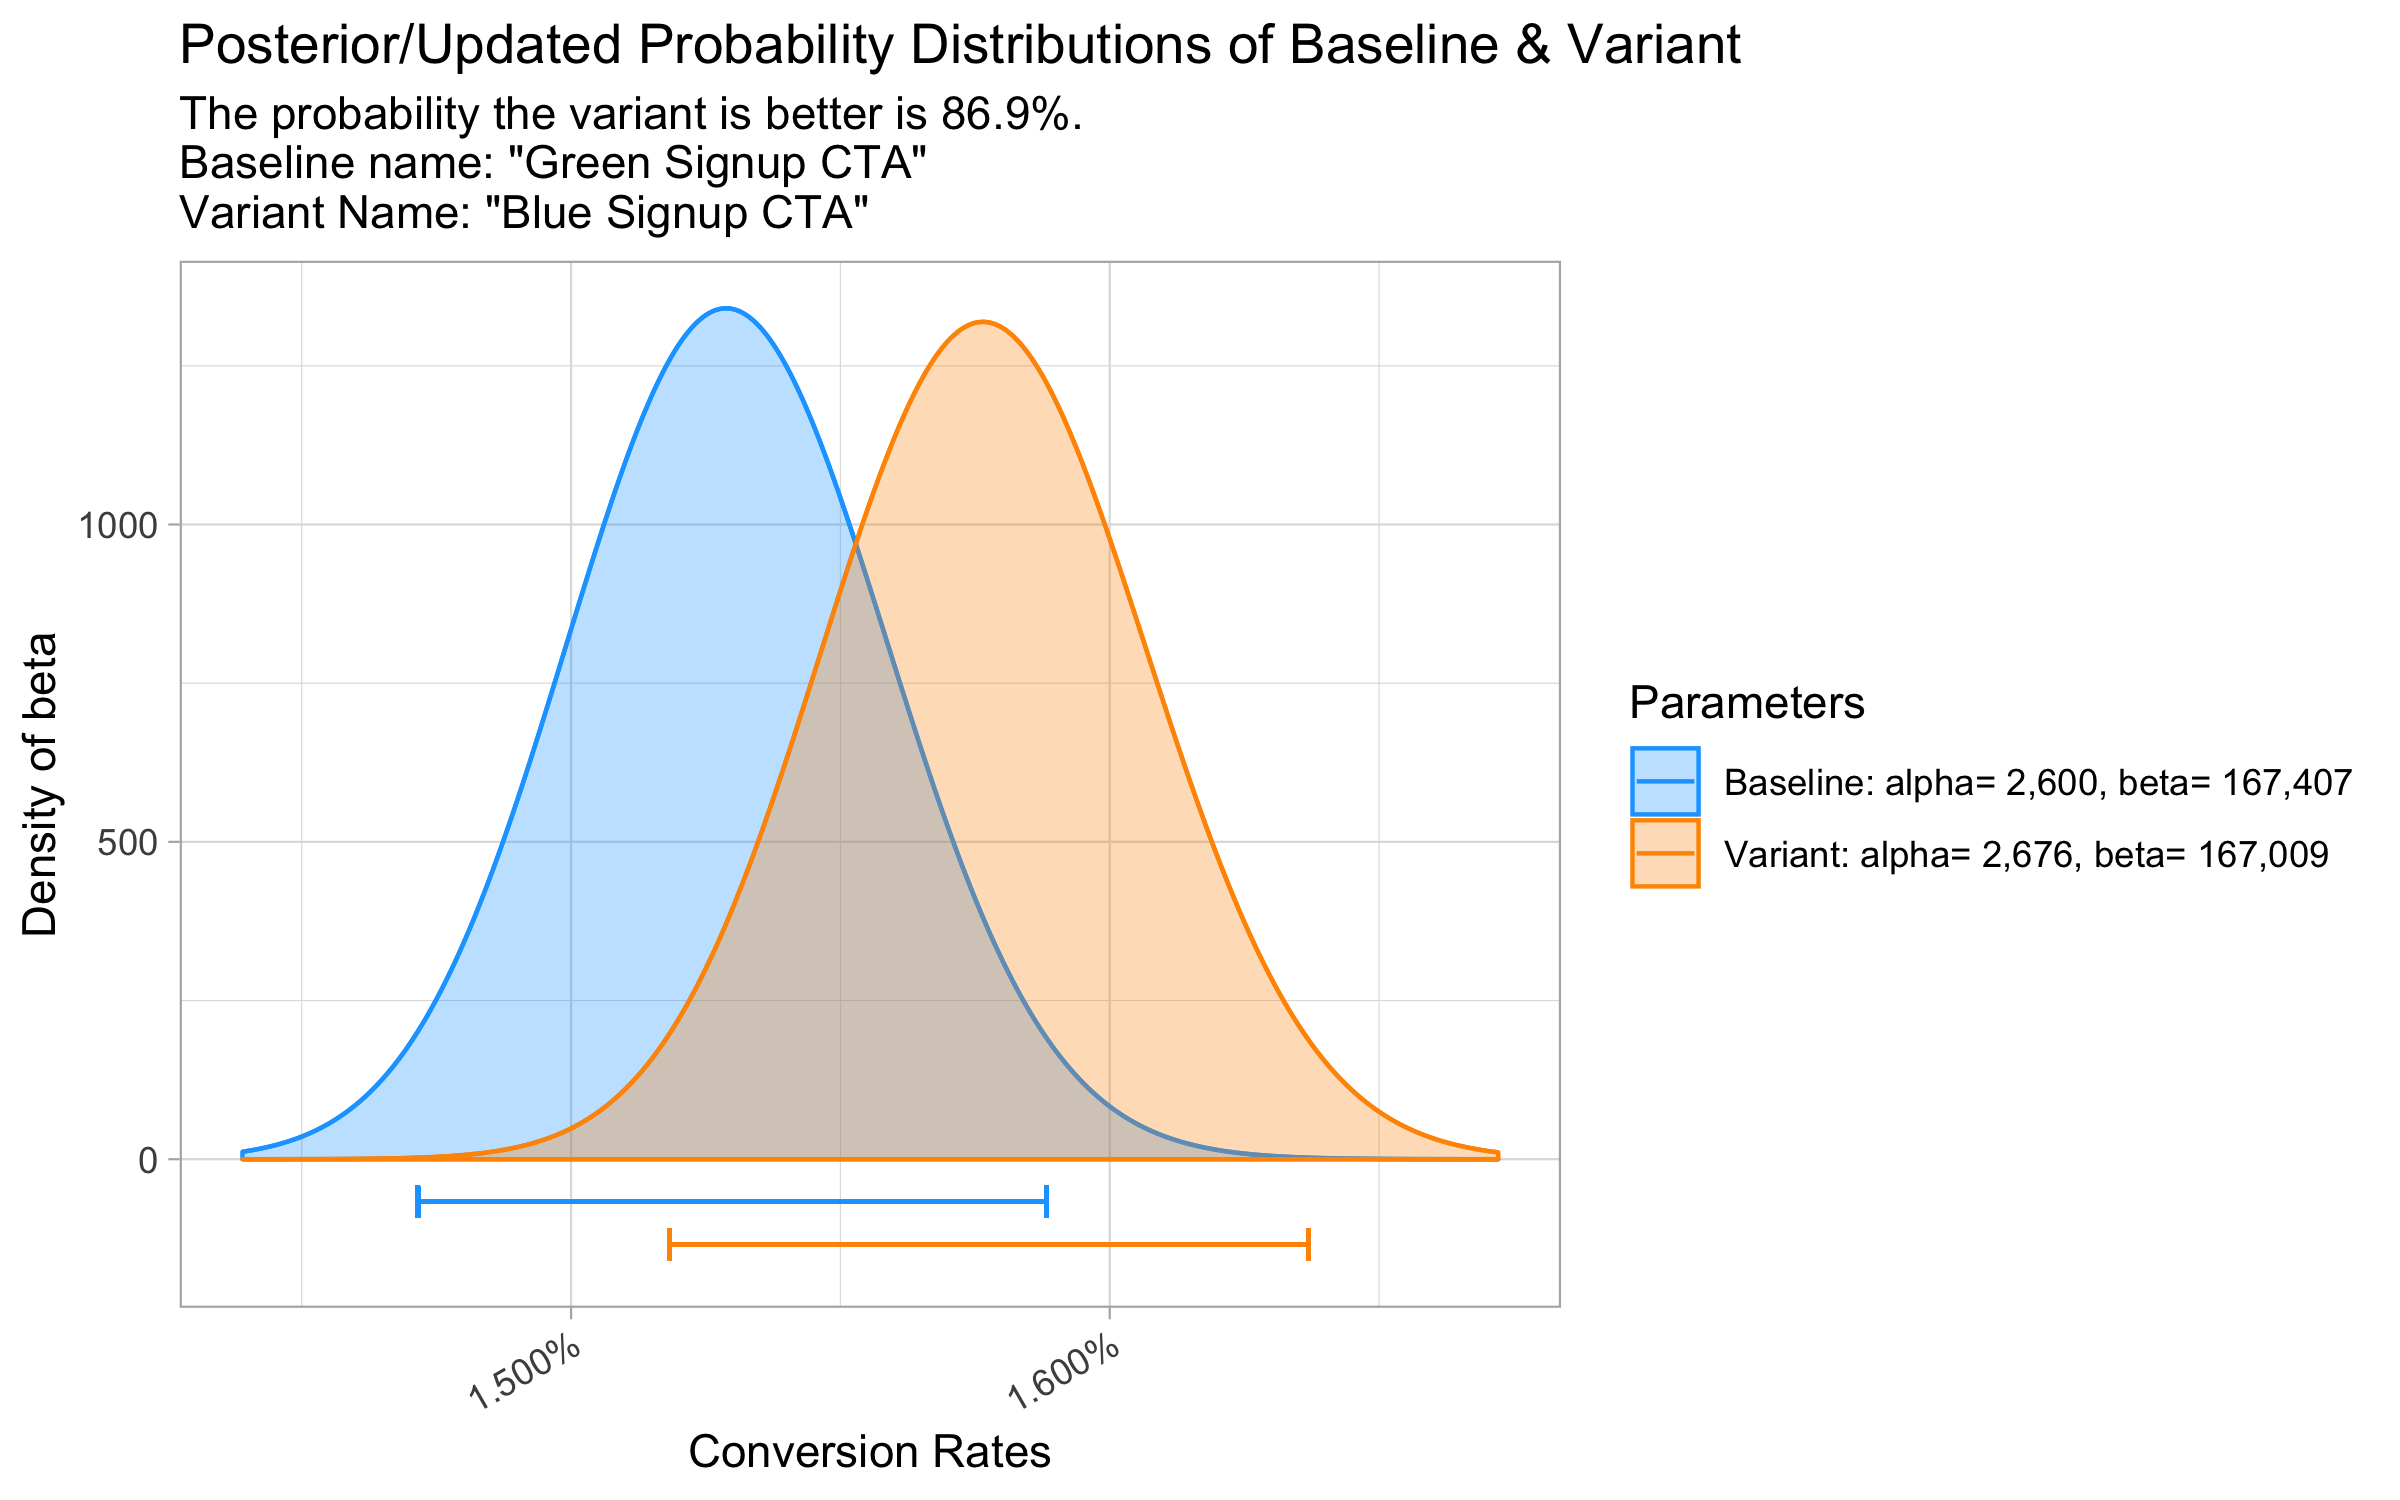 Posterior/Updated Probability Distributions of Baseline & Variant
The probability the variant is better is 86.9%.
Baseline name: "Green Signup CTA"
Variant Name: "Blue Signup CTA"
Density of beta
1000
500
0
1.500%
1.600%
Conversion Rates
Parameters
Baseline: alpha= 2,600, beta= 167,407
Variant: alpha= 2,676, beta= 167,009